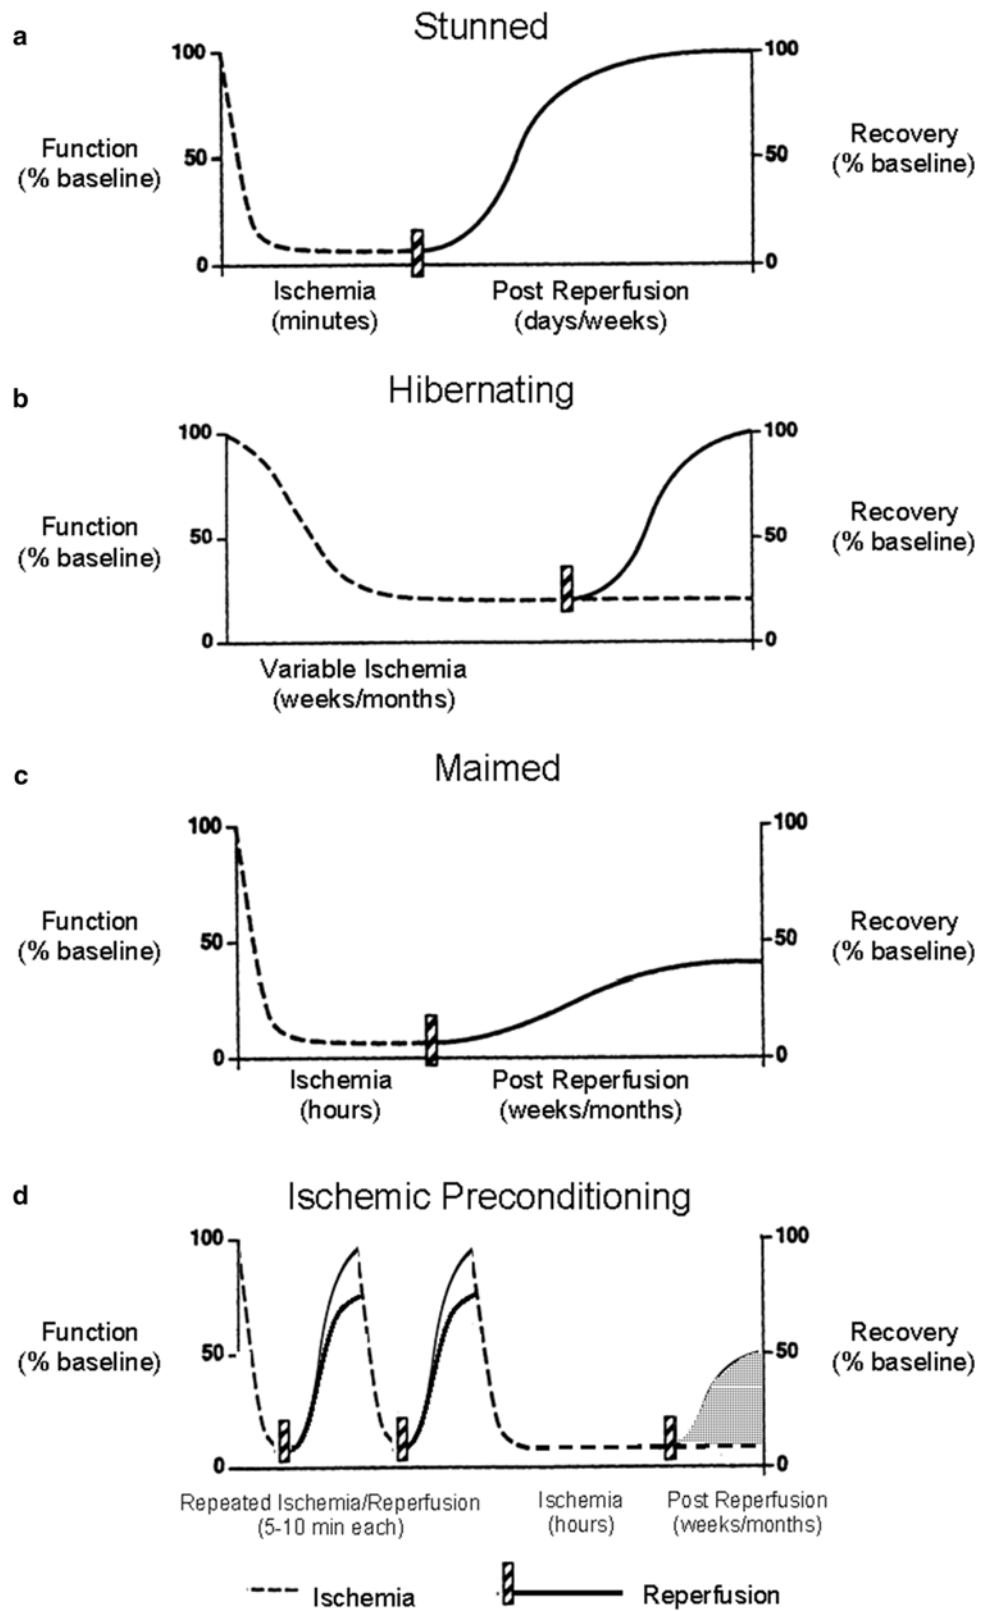 a
Stunned
100
100
Function
(% baseline)
50
50
Recovery
(% baseline)
0
0
Ischemia
(minutes)
Post Reperfusion
(days/weeks)
b
Hibernating
100
100
Function
(% baseline)
50
50
Recovery
(% baseline)
0
0
Variable Ischemia
(weeks/months)
c
Maimed
100
100
Function
(% baseline)
50
50
Recovery
(% baseline)
0
0
Ischemia
(hours)
Post Reperfusion
(weeks/months)
d
Ischemic Preconditioning
100
100
Function
(% baseline)
50
50
Recovery
(% baseline)
0
0
Repeated Ischemia/Reperfusion
(5-10 min each)
Ischemia
(hours)
Post Reperfusion
(weeks/months)
Ischemia
Reperfusion